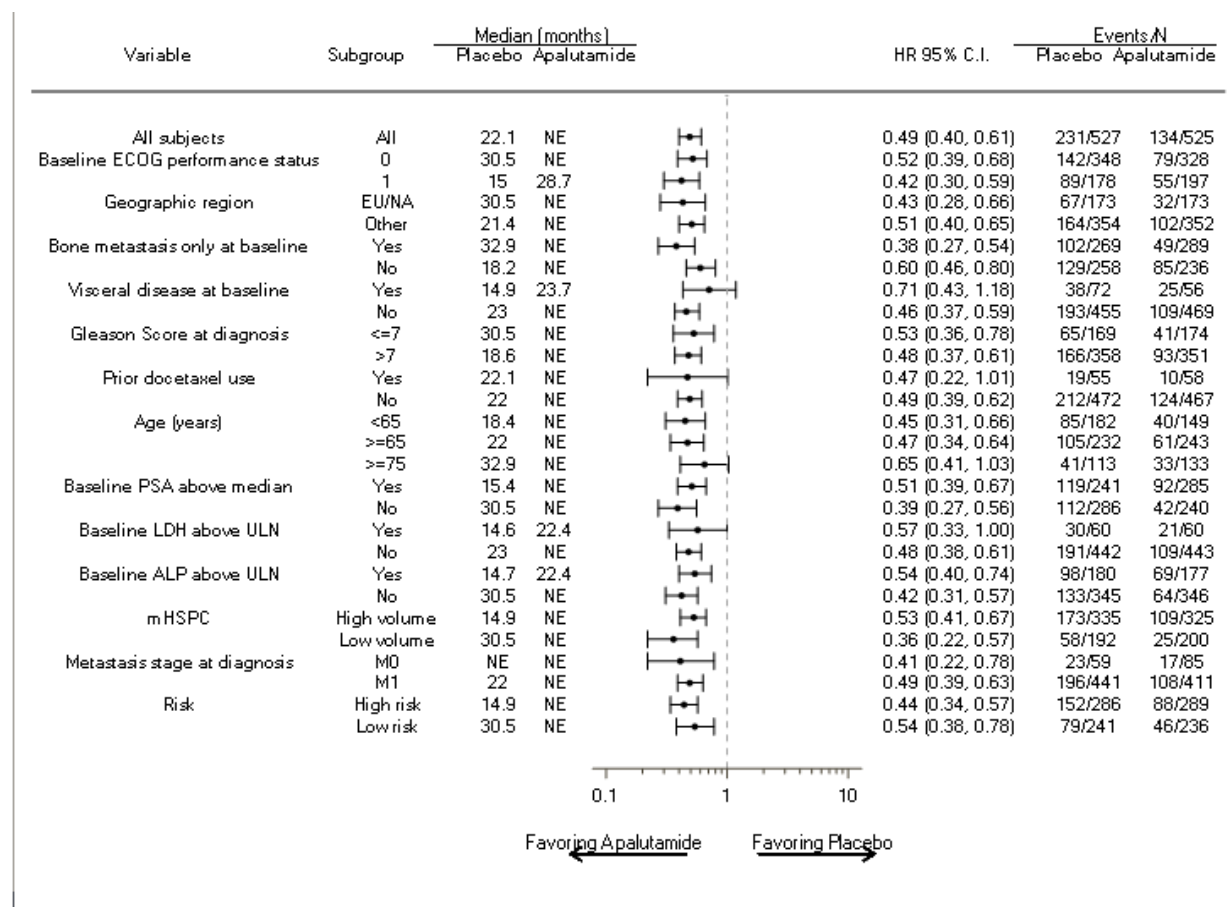 Median (months) Events/N
Variable Subgroup Placebo Apalutamide HR 95% C.I. Placebo Apalutamide
All subjects All 22.1 NE 0.49 (0.40, 0.61) 231/527 134/525
Baseline ECOG performance status 0 30.5 NE 0.52 (0.39, 0.68) 142/348 79/328
1 15 28.7 0.42 (0.30, 0.59) 89/178 55/197
Geographic region EU/NA 30.5 NE 0.43 (0.28, 0.66) 67/173 32/173
Other 21.4 NE 0.51 (0.40, 0.65) 164/354 102/352
Bone metastasis only at baseline Yes 32.9 NE 0.38 (0.27, 0.54) 102/269 49/289
No 18.2 NE 0.60 (0.46, 0.80) 129/258 85/236
Visceral disease at baseline Yes 14.9 23.7 0.71 (0.43, 1.18) 38/72 25/56
No 23 NE 0.46 (0.37, 0.59) 193/455 109/469
Gleason Score at diagnosis <=7 30.5 NE 0.53 (0.36, 0.78) 65/169 41/174
>7 18.6 NE 0.48 (0.37, 0.61) 166/358 93/351
Prior docetaxel use Yes 22.1 NE 0.47 (0.22, 1.01) 19/55 10/58
No 22 NE 0.49 (0.39, 0.62) 212/472 124/467
Age (years) <65 18.4 NE 0.45 (0.31, 0.66) 85/182 40/149
>=65 22 NE 0.47 (0.34, 0.64) 105/232 61/243
>=75 32.9 NE 0.65 (0.41, 1.03) 41/113 33/133
Baseline PSA above median Yes 15.4 NE 0.51 (0.39, 0.67) 119/241 92/285
No 30.5 NE 0.39 (0.27, 0.56) 112/286 42/240
Baseline LDH above ULN Yes 14.6 22.4 0.57 (0.33, 1.00) 30/60 21/60
No 23 NE 0.48 (0.38, 0.61) 191/442 109/443
Baseline ALP above ULN Yes 14.7 22.4 0.54 (0.40, 0.74) 98/180 69/177
No 30.5 NE 0.42 (0.31, 0.57) 133/345 64/346
mHSPC High volume 14.9 NE 0.53 (0.41, 0.67) 173/335 109/325
Low volume 30.5 NE 0.36 (0.22, 0.57) 58/192 25/200
Metastasis stage at diagnosis M0 NE NE 0.41 (0.22, 0.78) 23/59 17/85
M1 22 NE 0.49 (0.39, 0.63) 196/441 108/411
Risk High risk 14.9 NE 0.44 (0.34, 0.57) 152/286 88/289
Low risk 30.5 NE 0.54 (0.38, 0.78) 79/241 46/236
0.1 1 10
Favoring Apalutamide Favoring Placebo